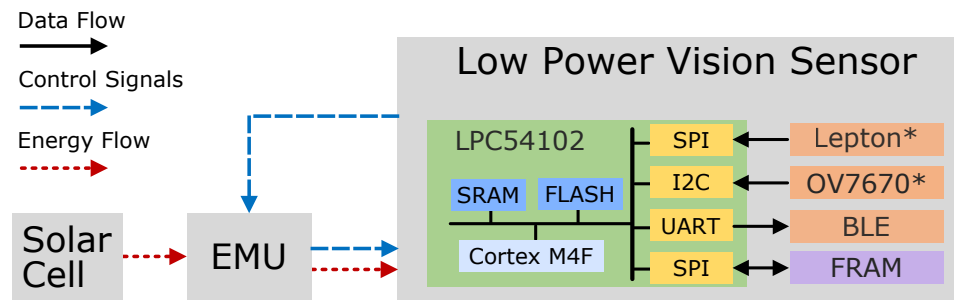 Data Flow
Control Signals
Energy Flow
Low Power Vision Sensor
LPC54102
SPI
Lepton*
I2C
OV7670*
SRAM
FLASH
UART
BLE
Cortex M4F
SPI
FRAM
Solar
Cell
EMU